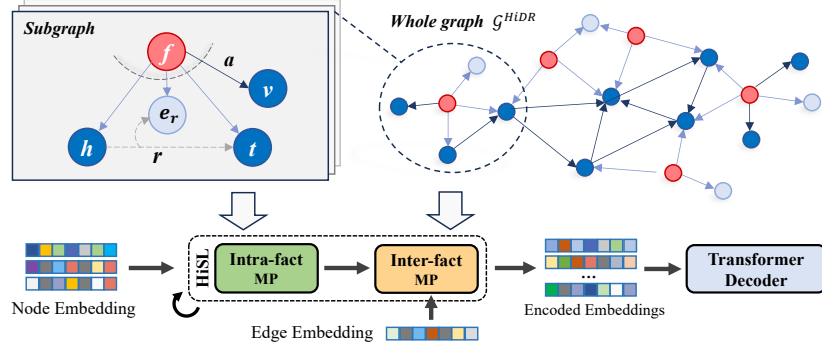 Subgraph
f
a
v
e_r
h
r
t
Whole graph 𝒢^{HiDR}
HiSL
Intra-fact
MP
Inter-fact
MP
Node Embedding
Edge Embedding
...
Encoded Embeddings
Transformer
Decoder